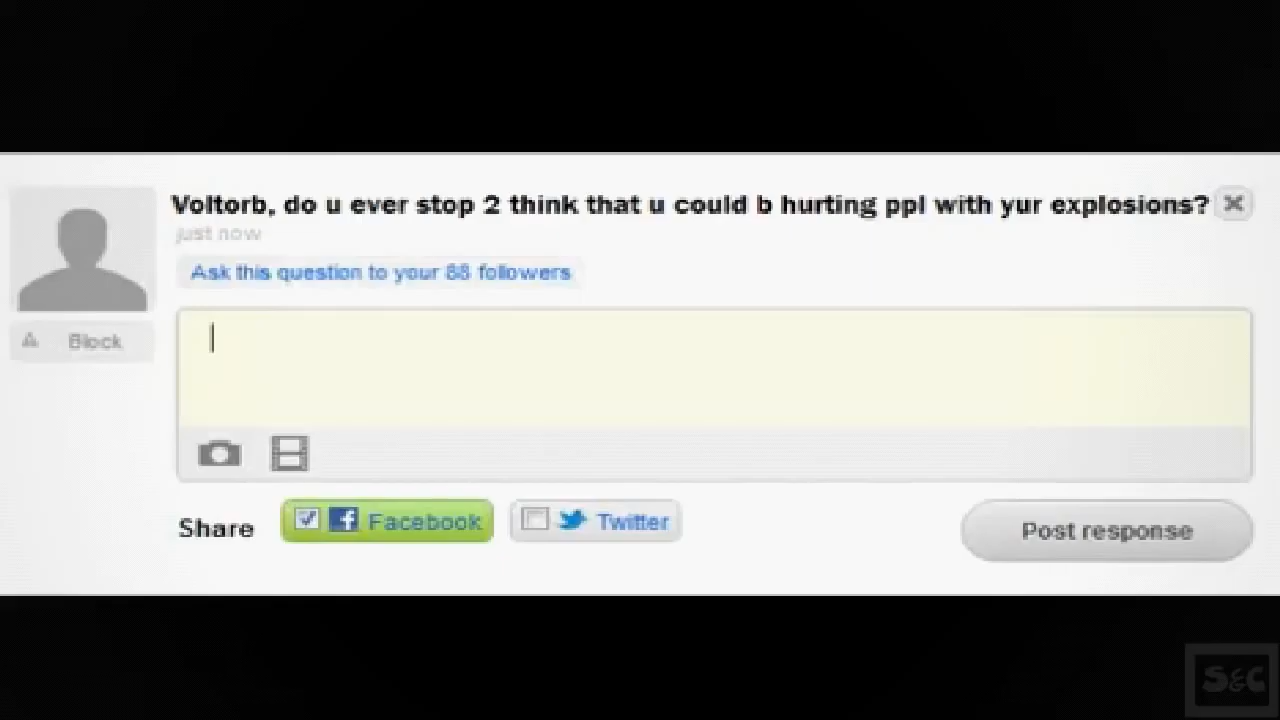 Voltorb, do u ever stop 2 think that u could b hurting ppl with yur explosions?
just now
Ask this question to your 88 followers
Block
Share
Facebook
Twitter
Post response
S&C